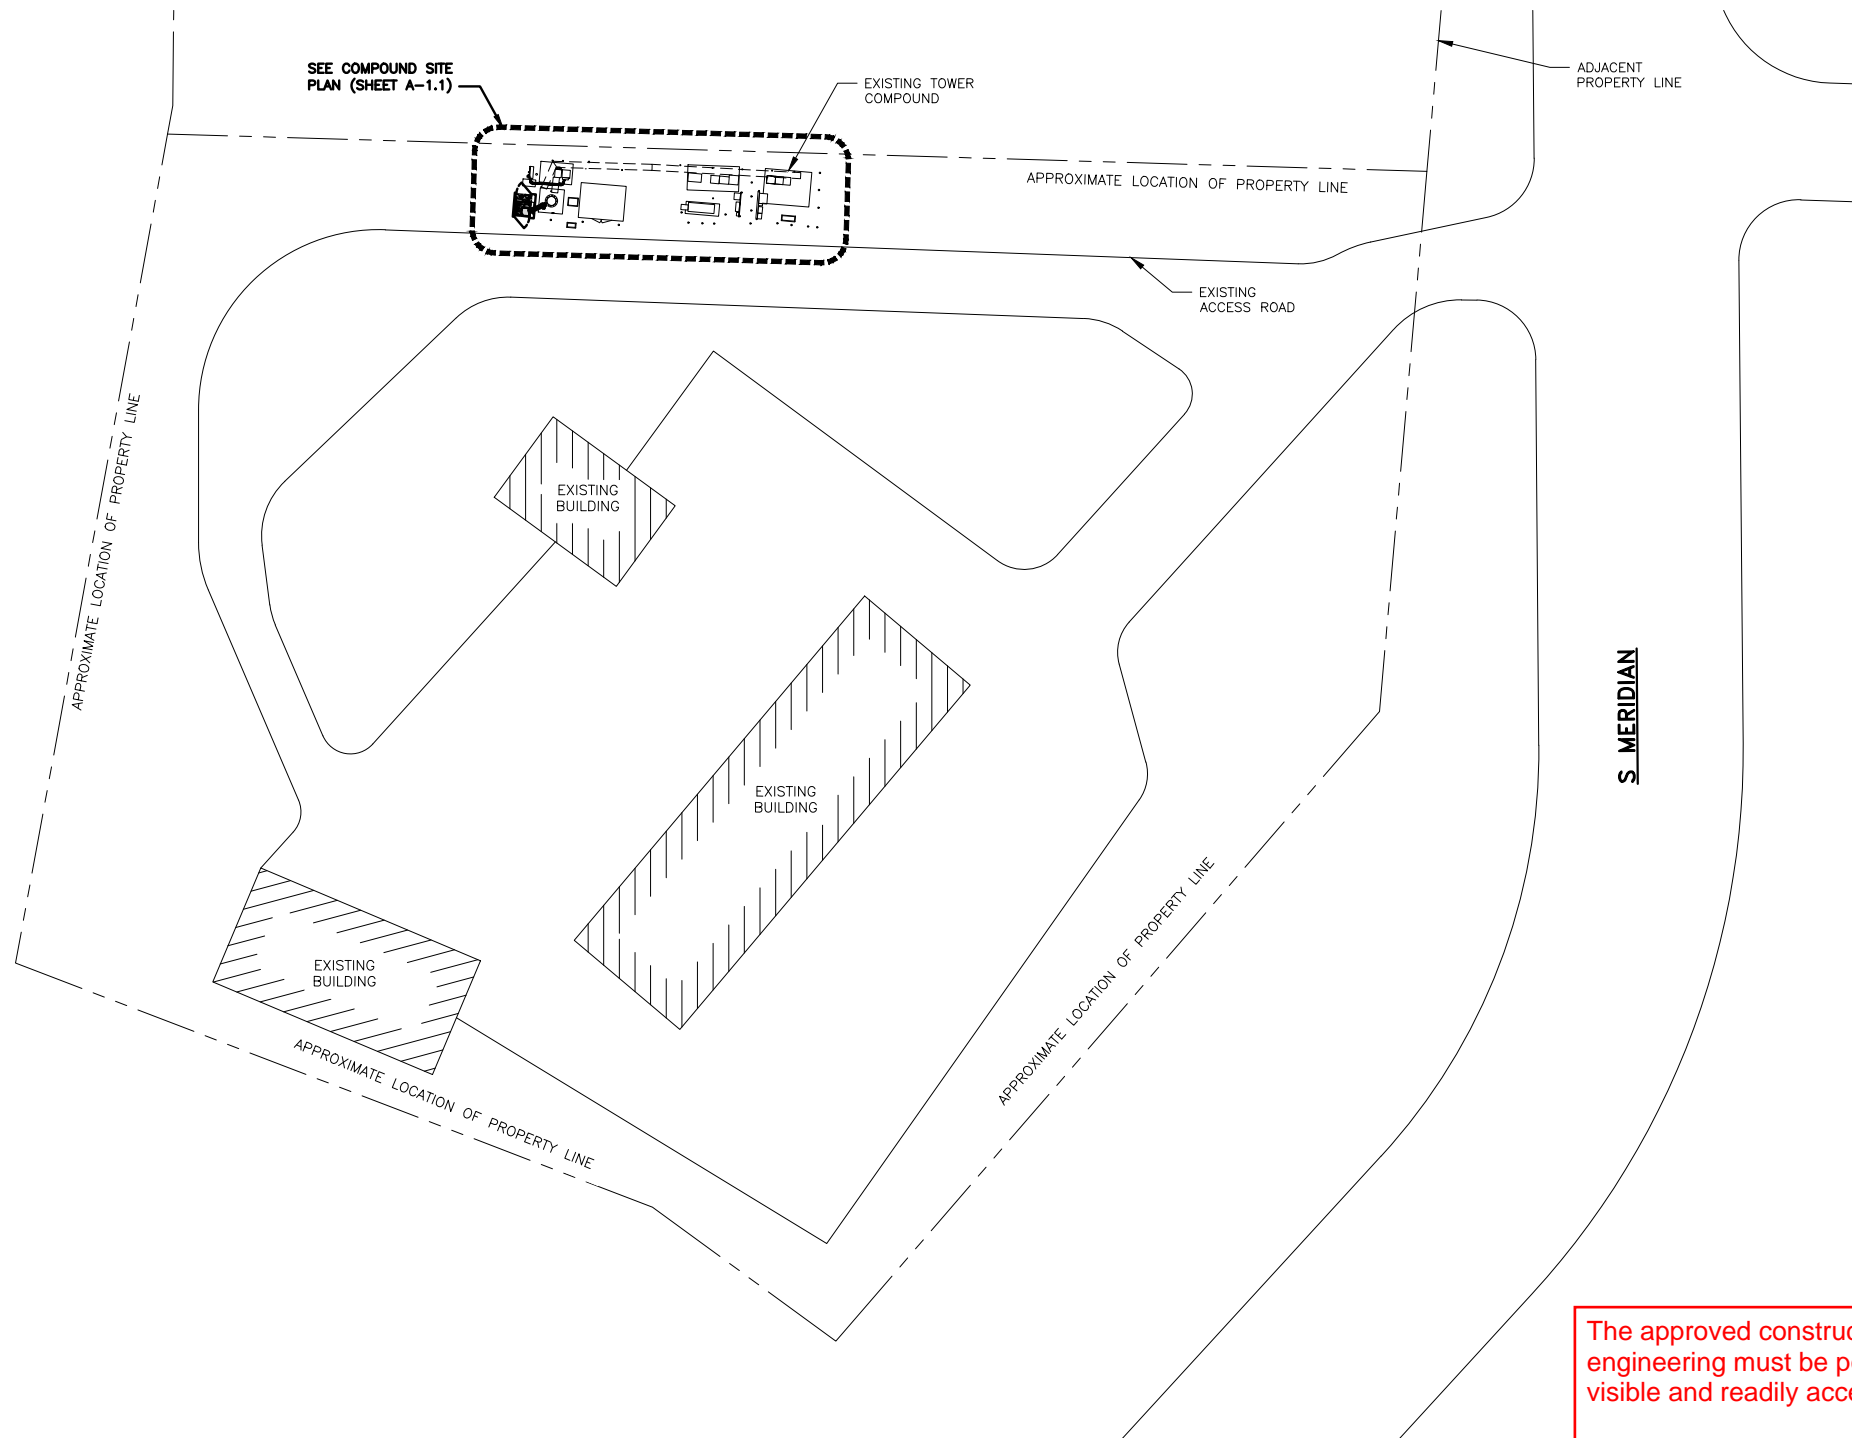 SEE COMPOUND SITE
PLAN (SHEET A-1.1)
EXISTING TOWER
COMPOUND
ADJACENT
PROPERTY LINE
APPROXIMATE LOCATION OF PROPERTY LINE
EXISTING
ACCESS ROAD
APPROXIMATE LOCATION OF PROPERTY LINE
EXISTING
BUILDING
S MERIDIAN
EXISTING
BUILDING
APPROXIMATE LOCATION OF PROPERTY LINE
EXISTING
BUILDING
APPROXIMATE LOCATION OF PROPERTY LINE
The approved construc
engineering must be p
visible and readily acce